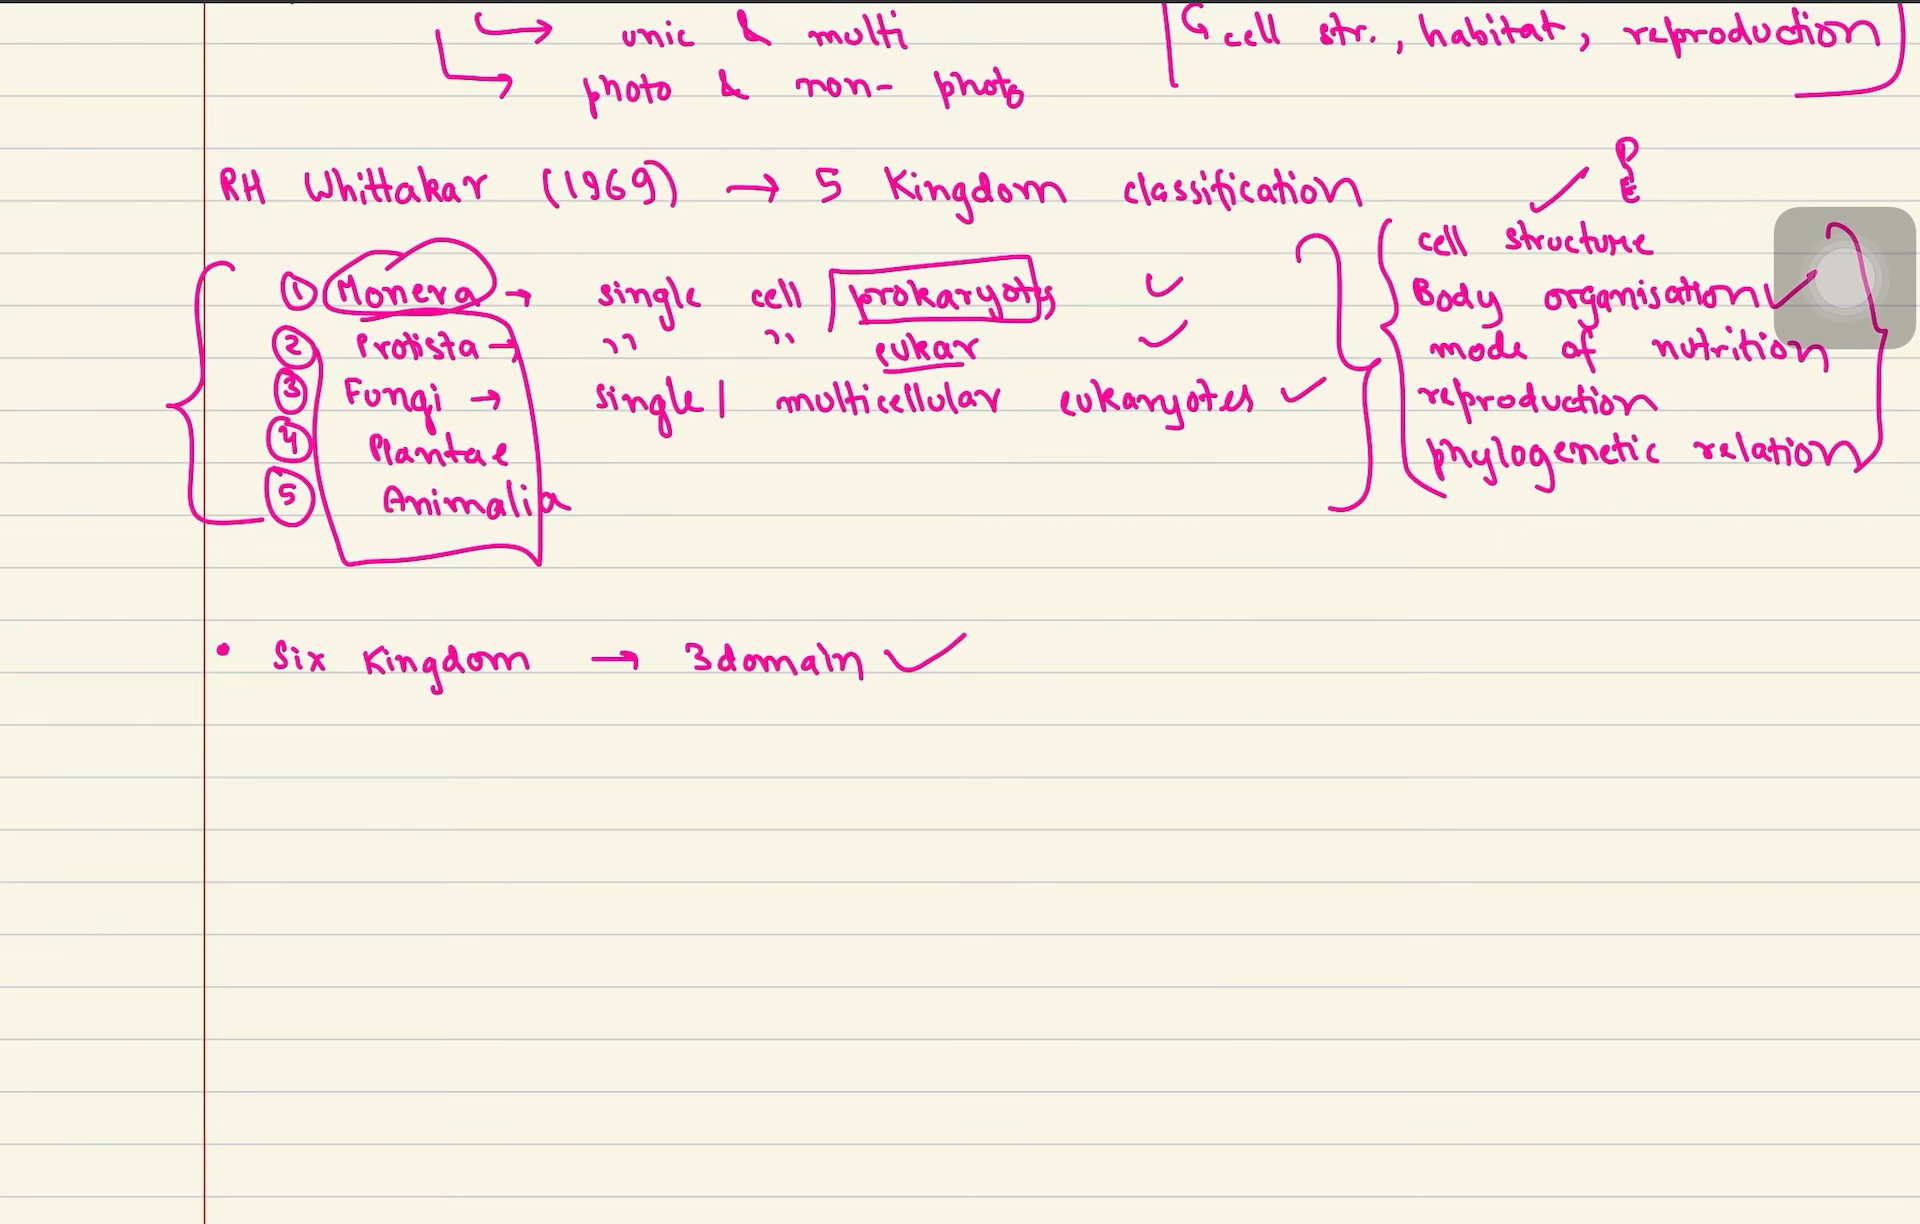 unic & multi
cell str., habitat, reproduction
photo & non- photo
RH Whittakar (1969) → 5 Kingdom classification
P
E
cell structure
① Monera → single cell prokaryotes
Body organisation
② Protista → " " eukar
mode of nutrition
③ Fungi → single / multicellular eukaryotes
reproduction
④ Plantae
phylogenetic relation
⑤ Animalia
• Six Kingdom → 3 domain